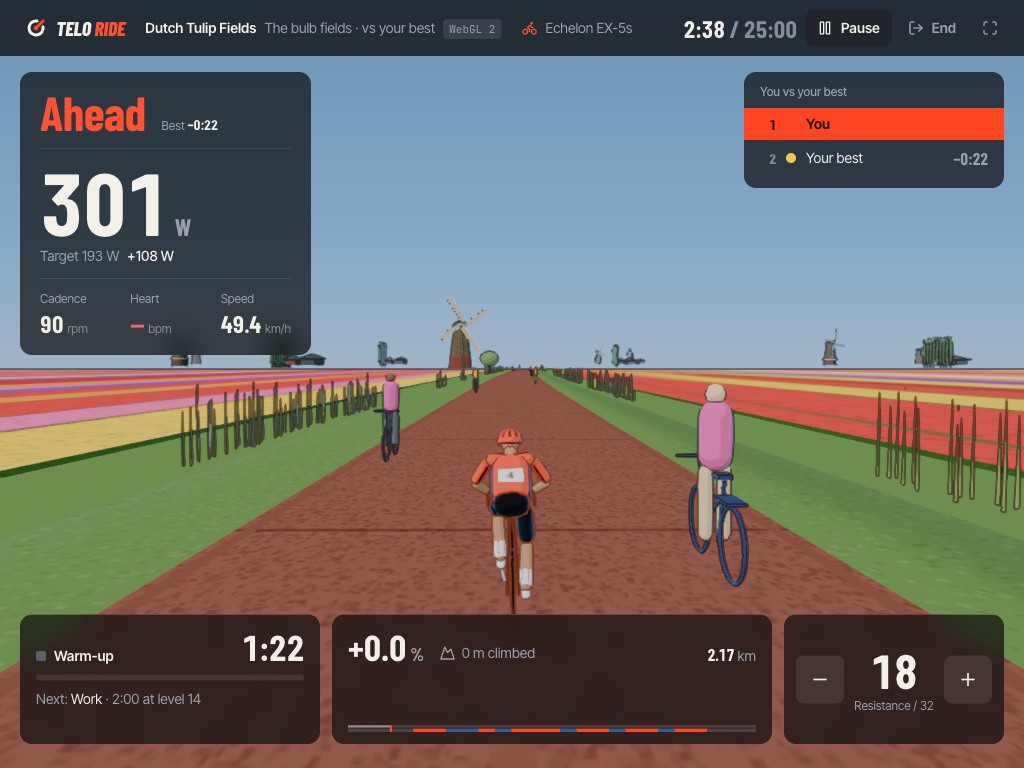 TELO RIDE Dutch Tulip Fields The bulb fields · vs your best WebGL 2 Echelon EX-5s 2:38 / 25:00 Pause End
Ahead Best −0:22
301 W
Target 193 W +108 W
Cadence Heart Speed
90 rpm — bpm 49.4 km/h
You vs your best
1 You
2 Your best −0:22
4
Warm-up 1:22
Next: Work · 2:00 at level 14
+0.0 % 0 m climbed 2.17 km
− 18 +
Resistance / 32